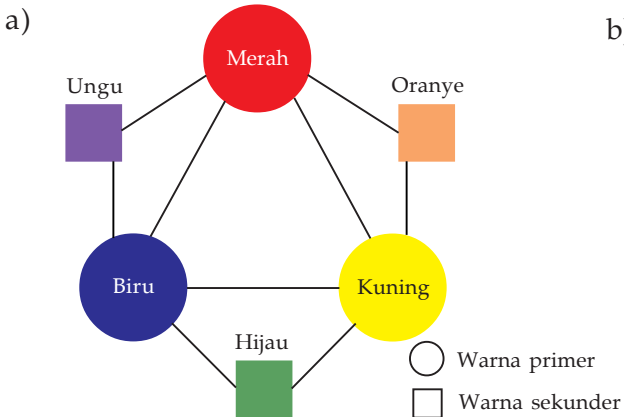 a)
b)
Merah
Ungu
Oranye
Biru
Kuning
Hijau
Warna primer
Warna sekunder